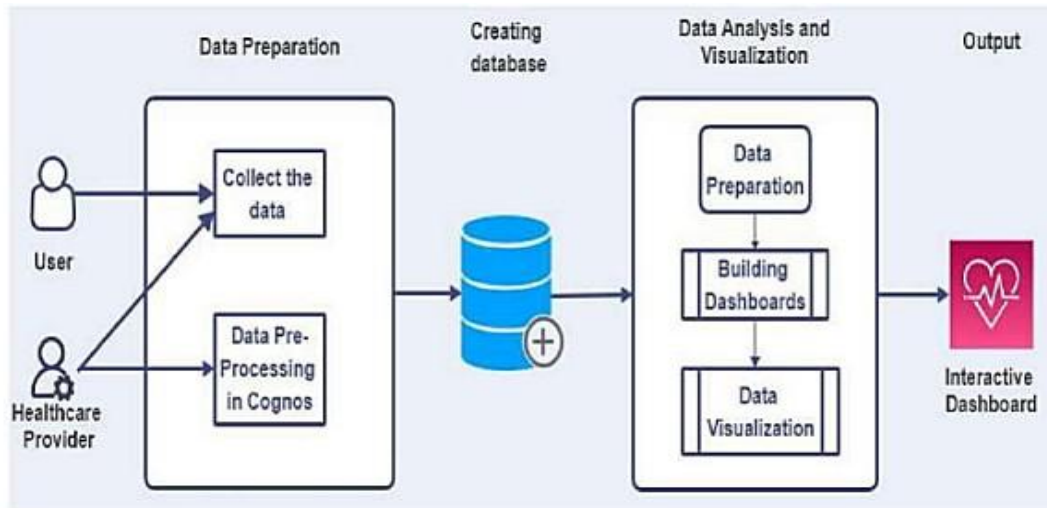 Data Preparation
Creating
database
Data Analysis and
Visualization
Output
User
Healthcare
Provider
Collect the
data
Data Pre-
Processing
in Cognos
Data
Preparation
Building
Dashboards
Data
Visualization
Interactive
Dashboard